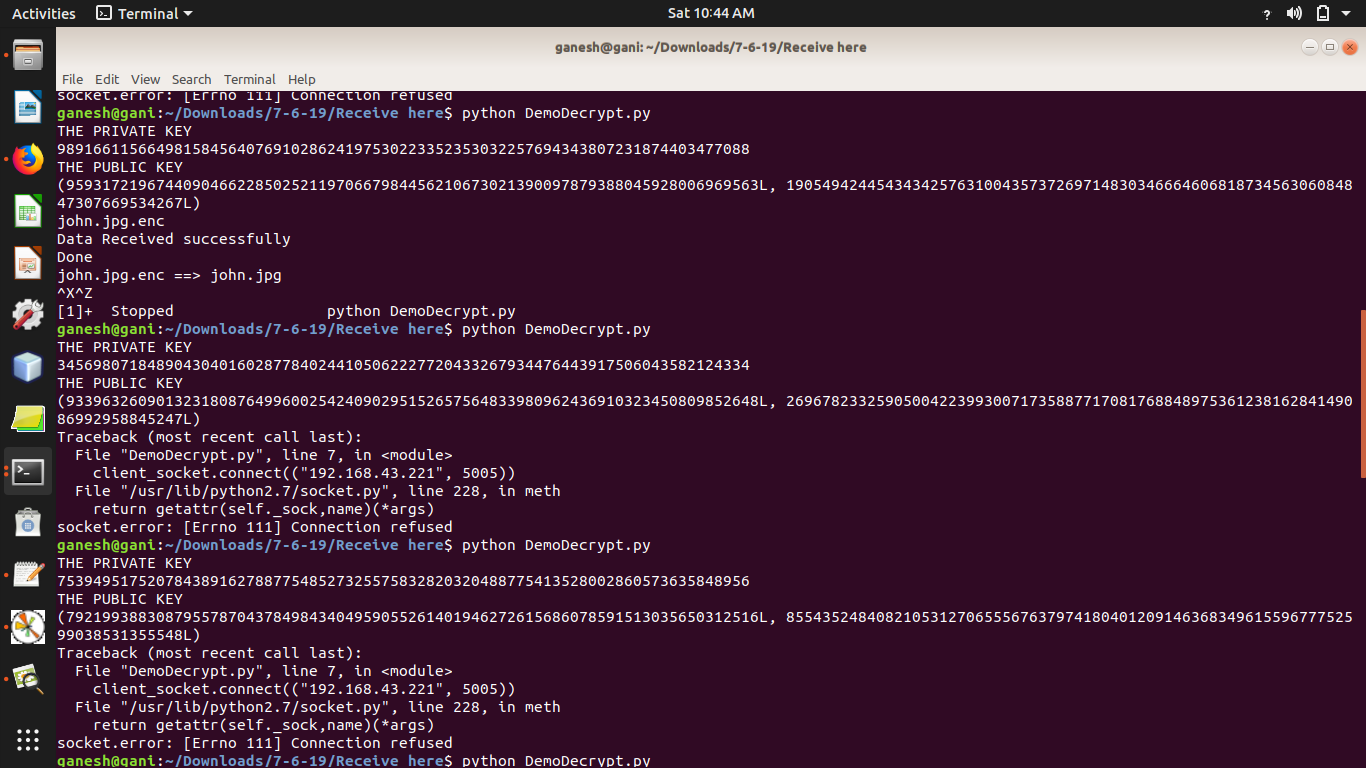 Activities
Terminal
Sat 10:44 AM
?
ganesh@gani: ~/Downloads/7-6-19/Receive here
File Edit View Search Terminal Help
socket.error: [Errno 111] Connection refused
ganesh@gani:~/Downloads/7-6-19/Receive here$ python DemoDecrypt.py
THE PRIVATE KEY
98916611566498158456407691028624197530223352353032257694343807231874403477088
THE PUBLIC KEY
(95931721967440904662285025211970667984456210673021390097879388045928006969563L, 190549424454343425763100435737269714830346664606818734563060848
47307669534267L)
john.jpg.enc
Data Received successfully
Done
john.jpg.enc ==> john.jpg
^X^Z
[1]+  Stopped                 python DemoDecrypt.py
ganesh@gani:~/Downloads/7-6-19/Receive here$ python DemoDecrypt.py
THE PRIVATE KEY
34569807184890430401602877840244105062227720433267934476443917506043582124334
THE PUBLIC KEY
(93396326090132318087649960025424090295152657564833980962436910323450809852648L, 269678233259050042239930071735887717081768848975361238162841490
86992958845247L)
Traceback (most recent call last):
  File "DemoDecrypt.py", line 7, in <module>
    client_socket.connect(("192.168.43.221", 5005))
  File "/usr/lib/python2.7/socket.py", line 228, in meth
    return getattr(self._sock,name)(*args)
socket.error: [Errno 111] Connection refused
ganesh@gani:~/Downloads/7-6-19/Receive here$ python DemoDecrypt.py
THE PRIVATE KEY
75394951752078438916278877548527325575832820320488775413528002860573635848956
THE PUBLIC KEY
(79219938830879557870437849843404959055261401946272615686078591513035650312516L, 855435248408210531270655567637974180401209146368349615596777525
99038531355548L)
Traceback (most recent call last):
  File "DemoDecrypt.py", line 7, in <module>
    client_socket.connect(("192.168.43.221", 5005))
  File "/usr/lib/python2.7/socket.py", line 228, in meth
    return getattr(self._sock,name)(*args)
socket.error: [Errno 111] Connection refused
ganesh@gani:~/Downloads/7-6-19/Receive here$ python DemoDecrypt.py